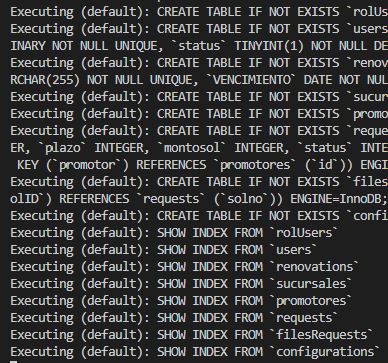 Executing (default): CREATE TABLE IF NOT EXISTS `rolUs
Executing (default): CREATE TABLE IF NOT EXISTS `users
INARY NOT NULL UNIQUE, `status` TINYINT(1) NOT NULL DE
Executing (default): CREATE TABLE IF NOT EXISTS `renov
RCHAR(255) NOT NULL UNIQUE, `VENCIMIENTO` DATE NOT NUL
Executing (default): CREATE TABLE IF NOT EXISTS `sucur
Executing (default): CREATE TABLE IF NOT EXISTS `promo
Executing (default): CREATE TABLE IF NOT EXISTS `reque
ER, `plazo` INTEGER, `montosol` INTEGER, `status` INTE
KEY (`promotor`) REFERENCES `promotores` (`id`)) ENGI
Executing (default): CREATE TABLE IF NOT EXISTS `files
olID`) REFERENCES `requests` (`solno`)) ENGINE=InnoDB;
Executing (default): CREATE TABLE IF NOT EXISTS `confi
Executing (default): SHOW INDEX FROM `rolUsers`
Executing (default): SHOW INDEX FROM `users`
Executing (default): SHOW INDEX FROM `renovations`
Executing (default): SHOW INDEX FROM `sucursales`
Executing (default): SHOW INDEX FROM `promotores`
Executing (default): SHOW INDEX FROM `requests`
Executing (default): SHOW INDEX FROM `filesRequests`
Executing (default): SHOW INDEX FROM `configurations`